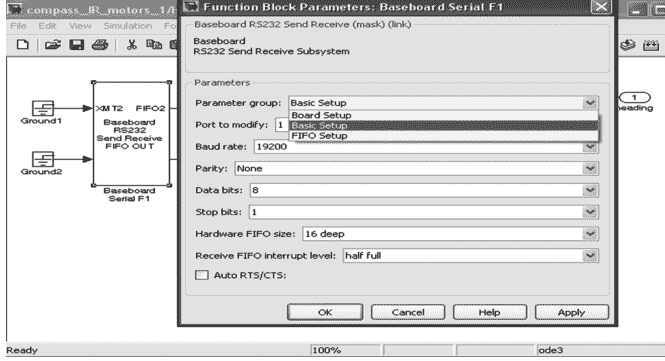 compass_IR_motors_1/
Function Block Parameters: Baseboard Serial F1
File Edit View Simulation Fo
Baseboard RS232 Send Receive (mask) (link)
Baseboard
RS232 Send Receive Subsystem
Parameters
Parameter group: Basic Setup
Board Setup
Basic Setup
FIFO Setup
Port to modify: 1
Baud rate: 19200
Parity: None
Data bits: 8
Stop bits: 1
Hardware FIFO size: 16 deep
Receive FIFO interrupt level: half full
Auto RTS/CTS:
OK Cancel Help Apply
Ground1
Ground2
XMT2 FIFO2
Baseboard
RS232
Send Receive
FIFO OUT
Baseboard
Serial F1
1
heading
Ready 100% ode3